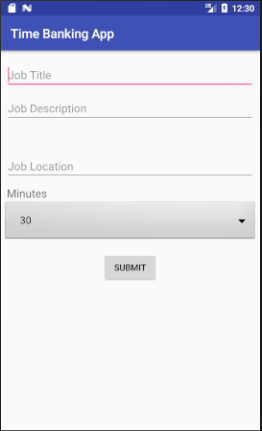 12:30
Time Banking App
Job Title
Job Description
Job Location
Minutes
30
SUBMIT